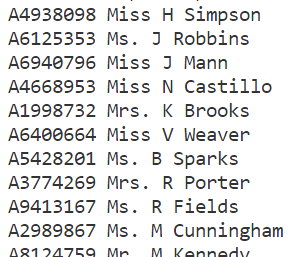 A4938098 Miss H Simpson
A6125353 Ms. J Robbins
A6940796 Miss J Mann
A4668953 Miss N Castillo
A1998732 Mrs. K Brooks
A6400664 Miss V Weaver
A5428201 Ms. B Sparks
A3774269 Mrs. R Porter
A9413167 Ms. R Fields
A2989867 Ms. M Cunningham
A8124759 Mr. M Kennedy